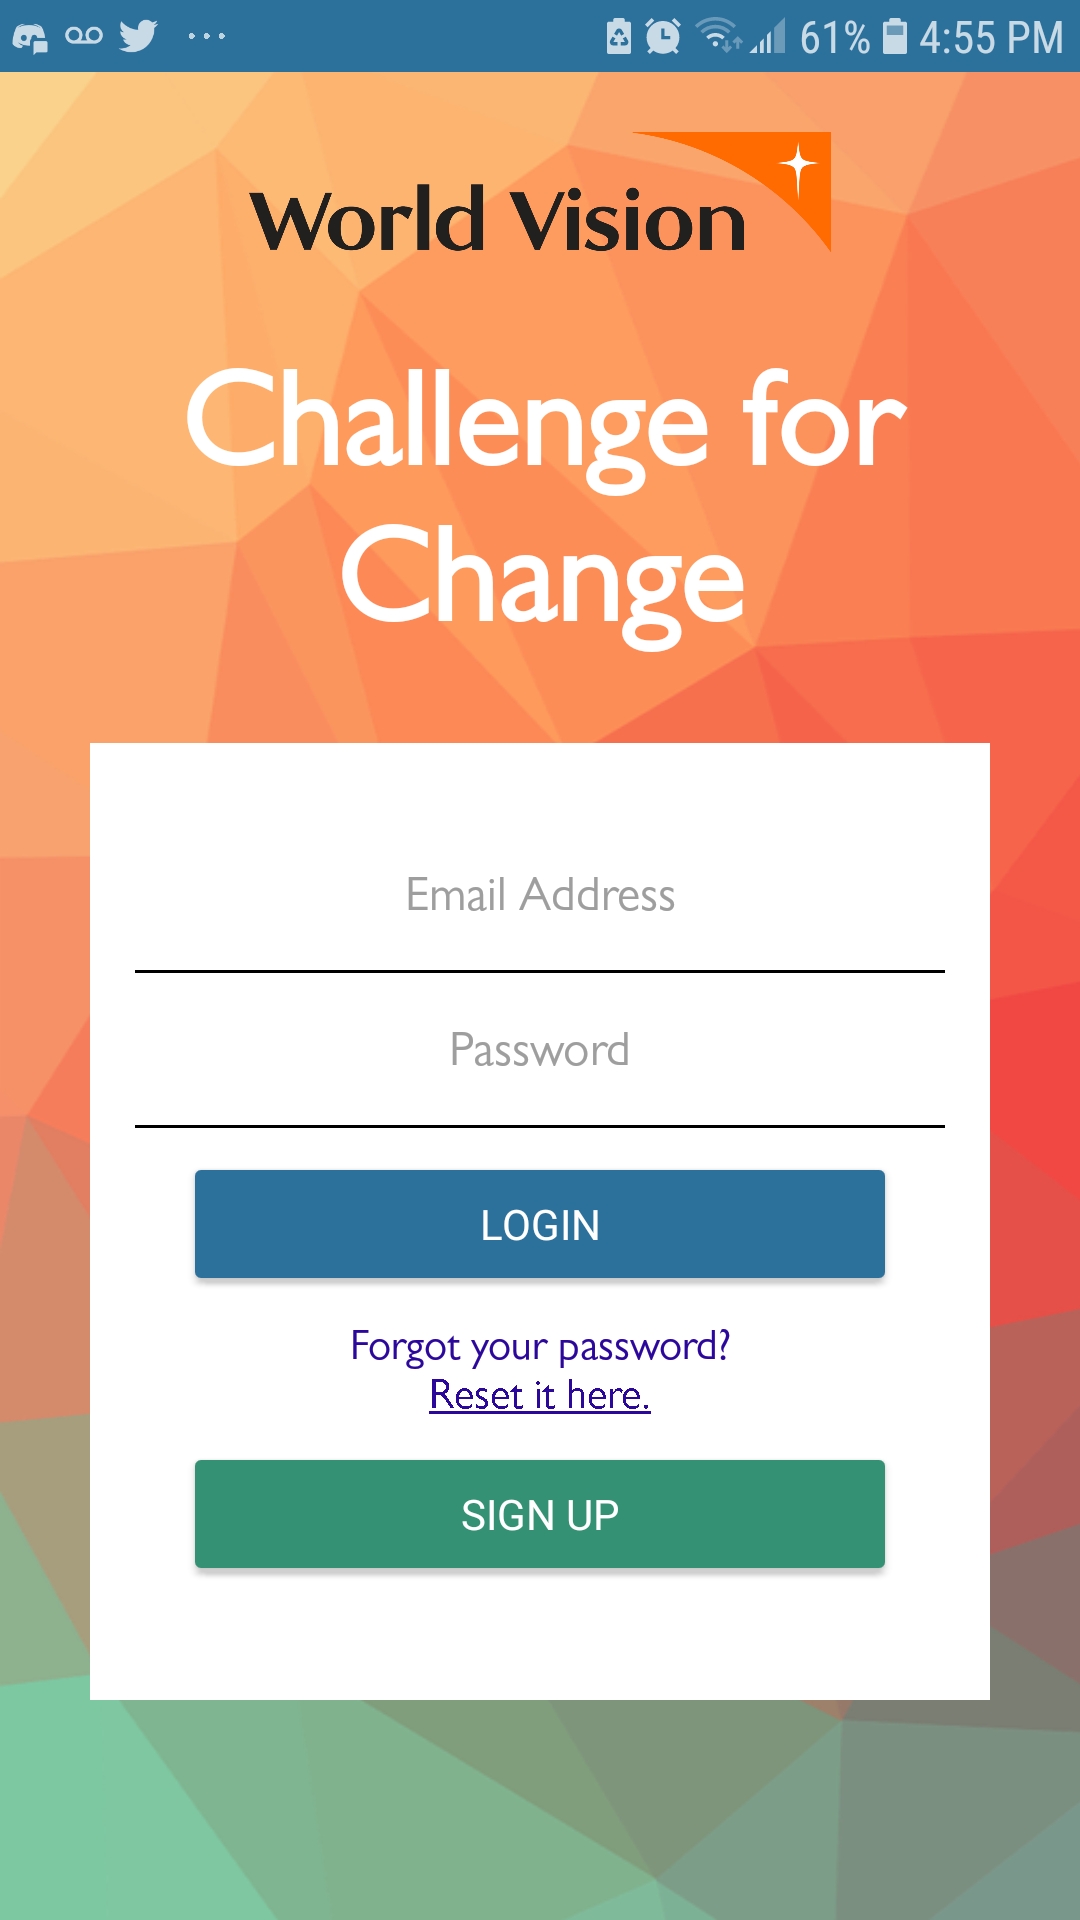 61% 4:55 PM
World Vision
Challenge for
Change
Email Address
Password
LOGIN
Forgot your password?
Reset it here.
SIGN UP